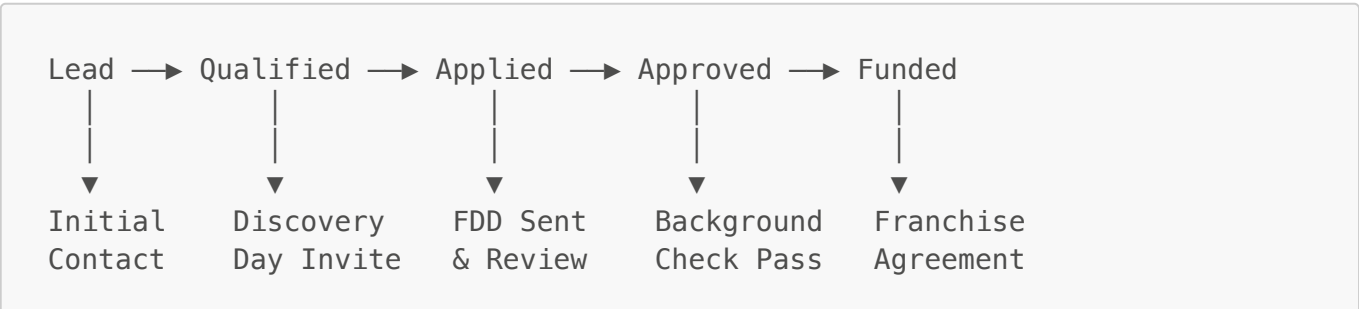 Lead ──► Qualified ──► Applied ──► Approved ──► Funded
Initial Discovery FDD Sent Background Franchise
Contact Day Invite & Review Check Pass Agreement